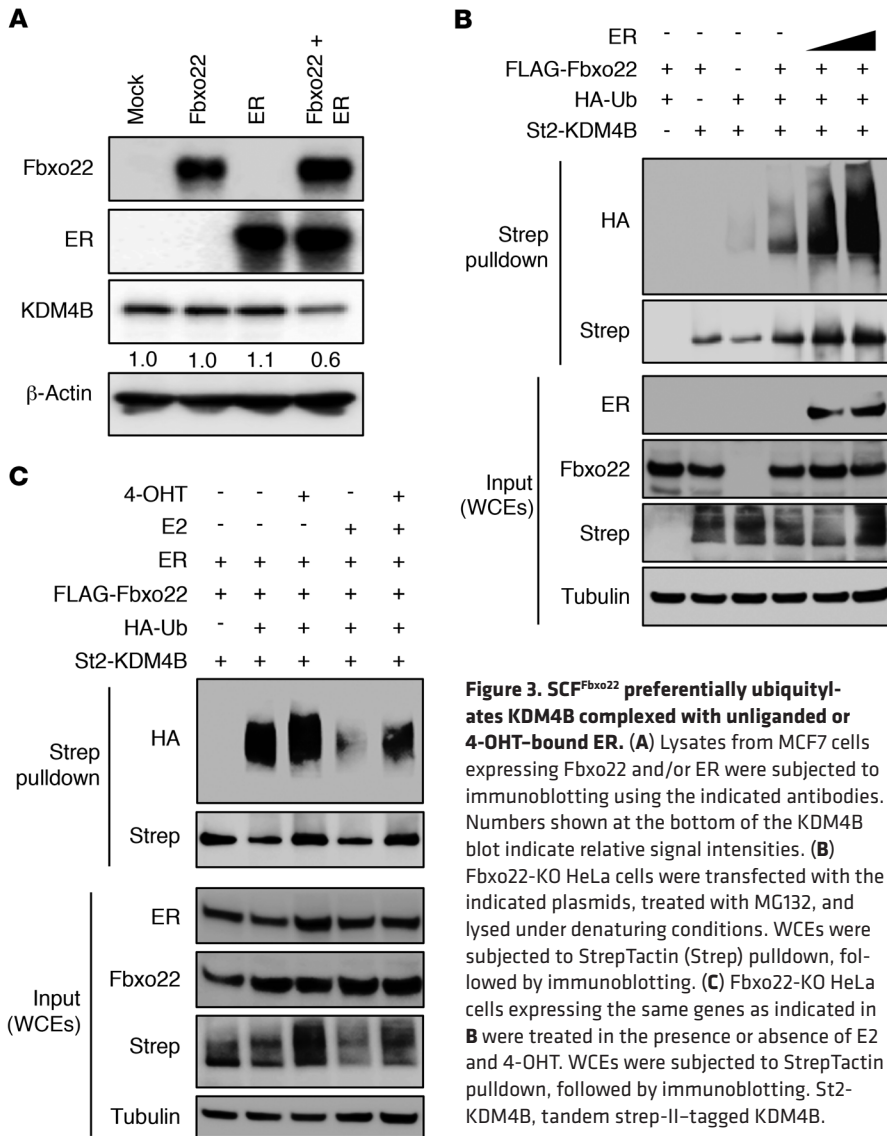 A
Mock
Fbxo22
ER
Fbxo22 +
ER
Fbxo22
ER
KDM4B
1.0 1.0 1.1 0.6
β-Actin
B
ER - - - -
FLAG-Fbxo22 + + - + + +
HA-Ub + - + + + +
St2-KDM4B - + + + + +
Strep
pulldown
HA
Strep
Input
(WCEs)
ER
Fbxo22
Strep
Tubulin
C
4-OHT - - + - +
E2 - - - + +
ER + + + + +
FLAG-Fbxo22 + + + + +
HA-Ub - + + + +
St2-KDM4B + + + + +
Strep
pulldown
HA
Strep
Input
(WCEs)
ER
Fbxo22
Strep
Tubulin
Figure 3. SCFFbxo22 preferentially ubiquityl-
ates KDM4B complexed with unliganded or
4-OHT–bound ER. (A) Lysates from MCF7 cells
expressing Fbxo22 and/or ER were subjected to
immunoblotting using the indicated antibodies.
Numbers shown at the bottom of the KDM4B
blot indicate relative signal intensities. (B)
Fbxo22-KO HeLa cells were transfected with the
indicated plasmids, treated with MG132, and
lysed under denaturing conditions. WCEs were
subjected to StrepTactin (Strep) pulldown, fol-
lowed by immunoblotting. (C) Fbxo22-KO HeLa
cells expressing the same genes as indicated in
B were treated in the presence or absence of E2
and 4-OHT. WCEs were subjected to StrepTactin
pulldown, followed by immunoblotting. St2-
KDM4B, tandem strep-II–tagged KDM4B.